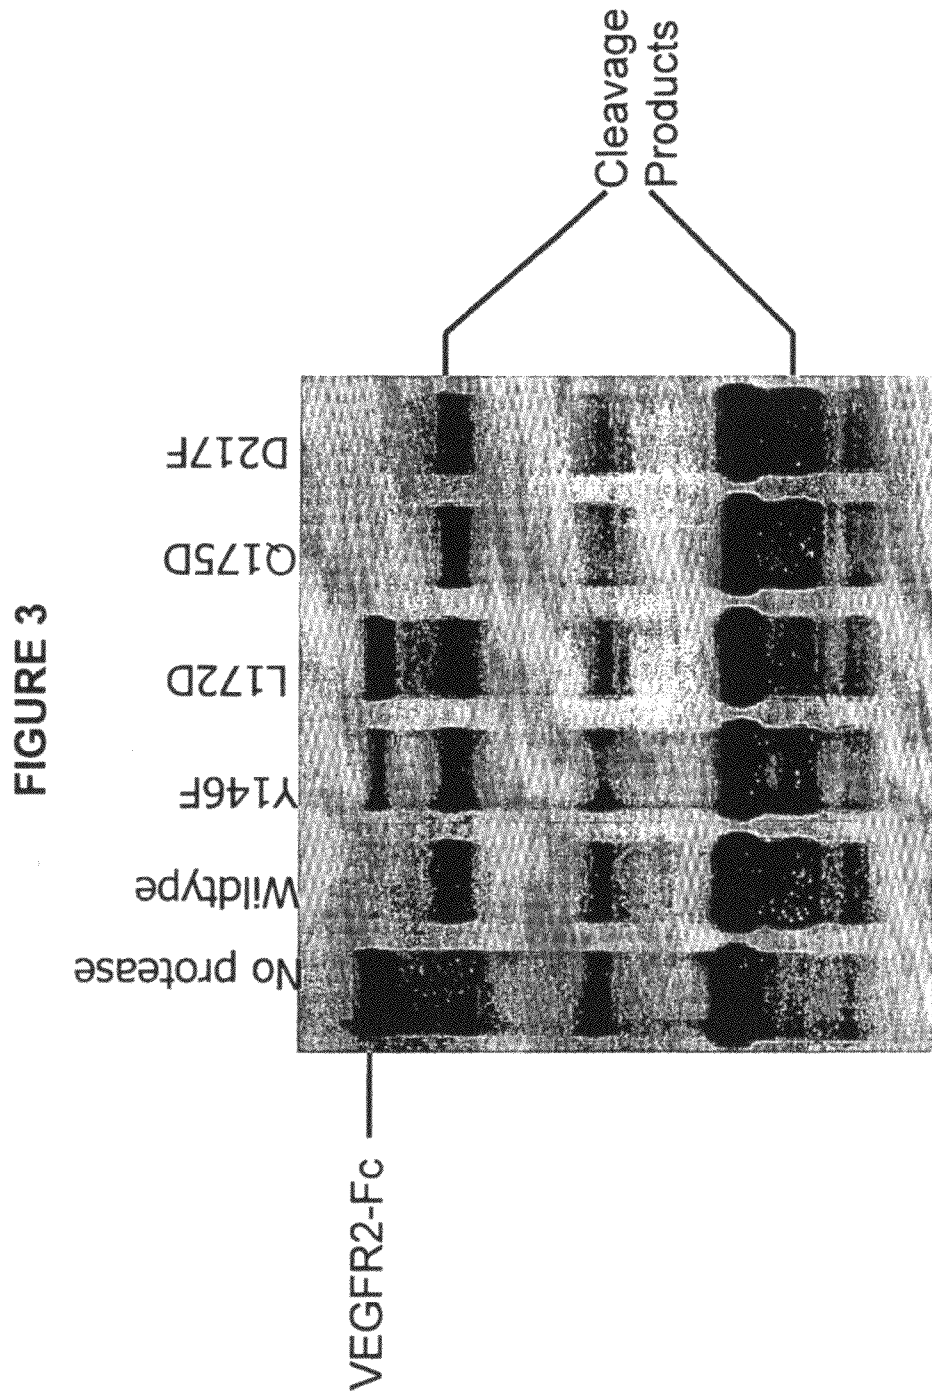 FIGURE 3
No protease
Wildtype
Y146F
L172D
Q175D
D217F
VEGFR2-Fc
Cleavage
Products